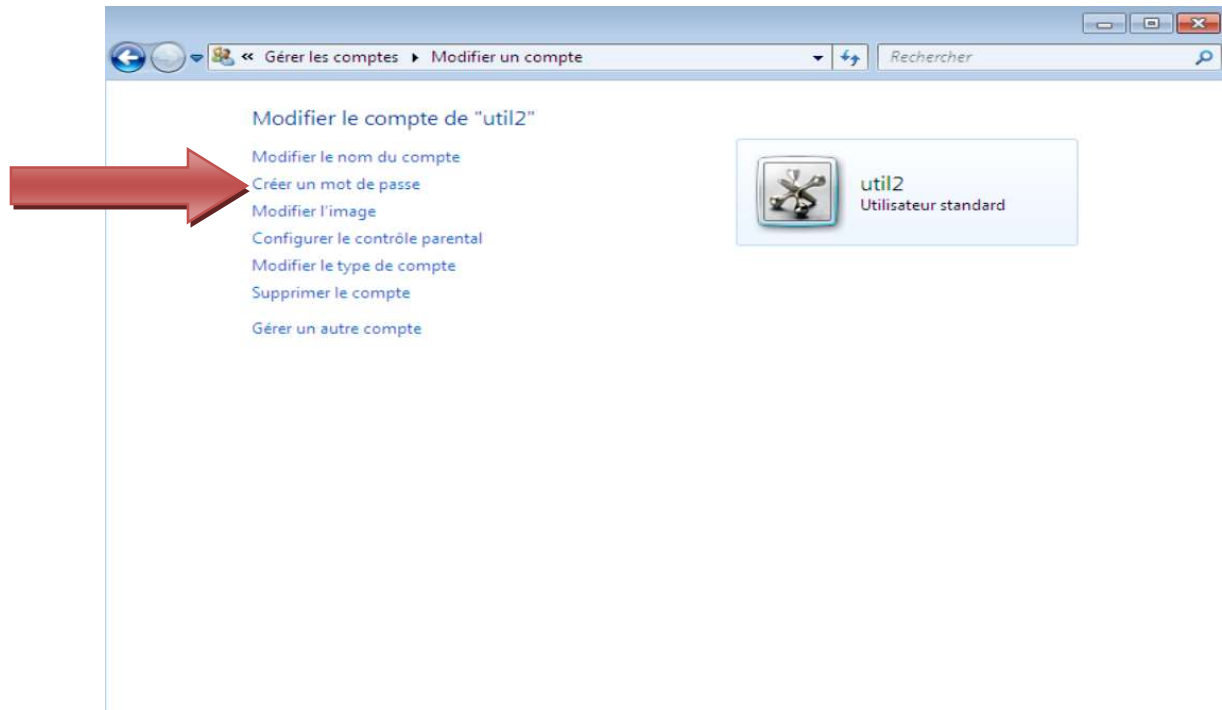 « Gérer les comptes ▸ Modifier un compte
Rechercher
Modifier le compte de "util2"
Modifier le nom du compte
Créer un mot de passe
Modifier l'image
Configurer le contrôle parental
Modifier le type de compte
Supprimer le compte
Gérer un autre compte
util2
Utilisateur standard